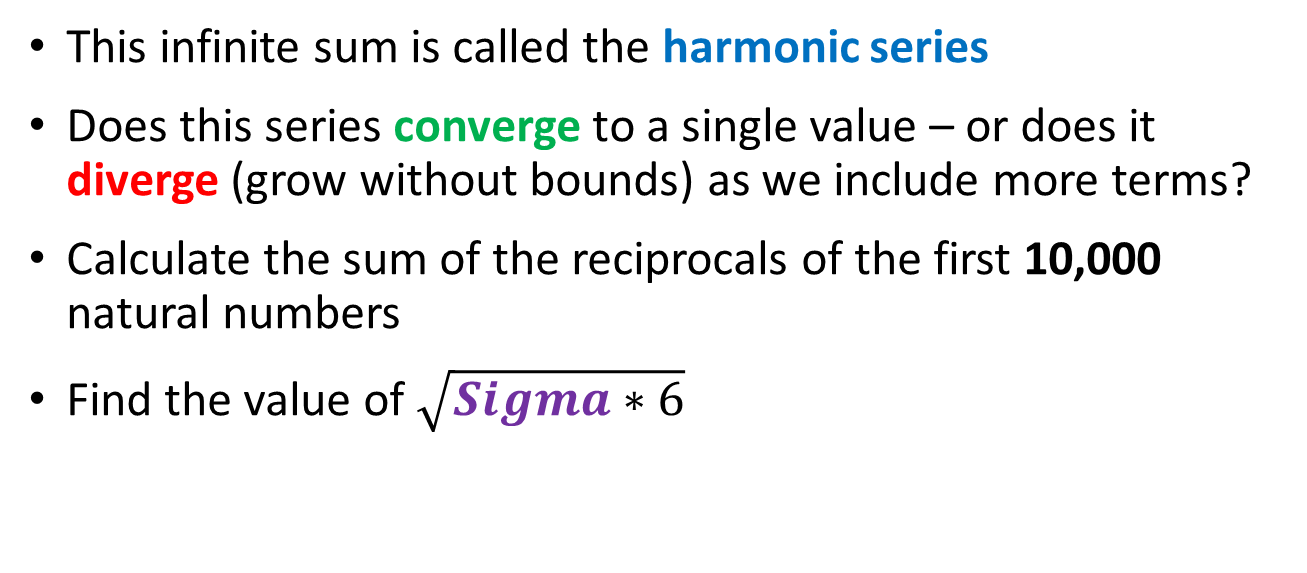 • This infinite sum is called the harmonic series
• Does this series converge to a single value – or does it
diverge (grow without bounds) as we include more terms?
• Calculate the sum of the reciprocals of the first 10,000
natural numbers
• Find the value of √Sigma ∗ 6